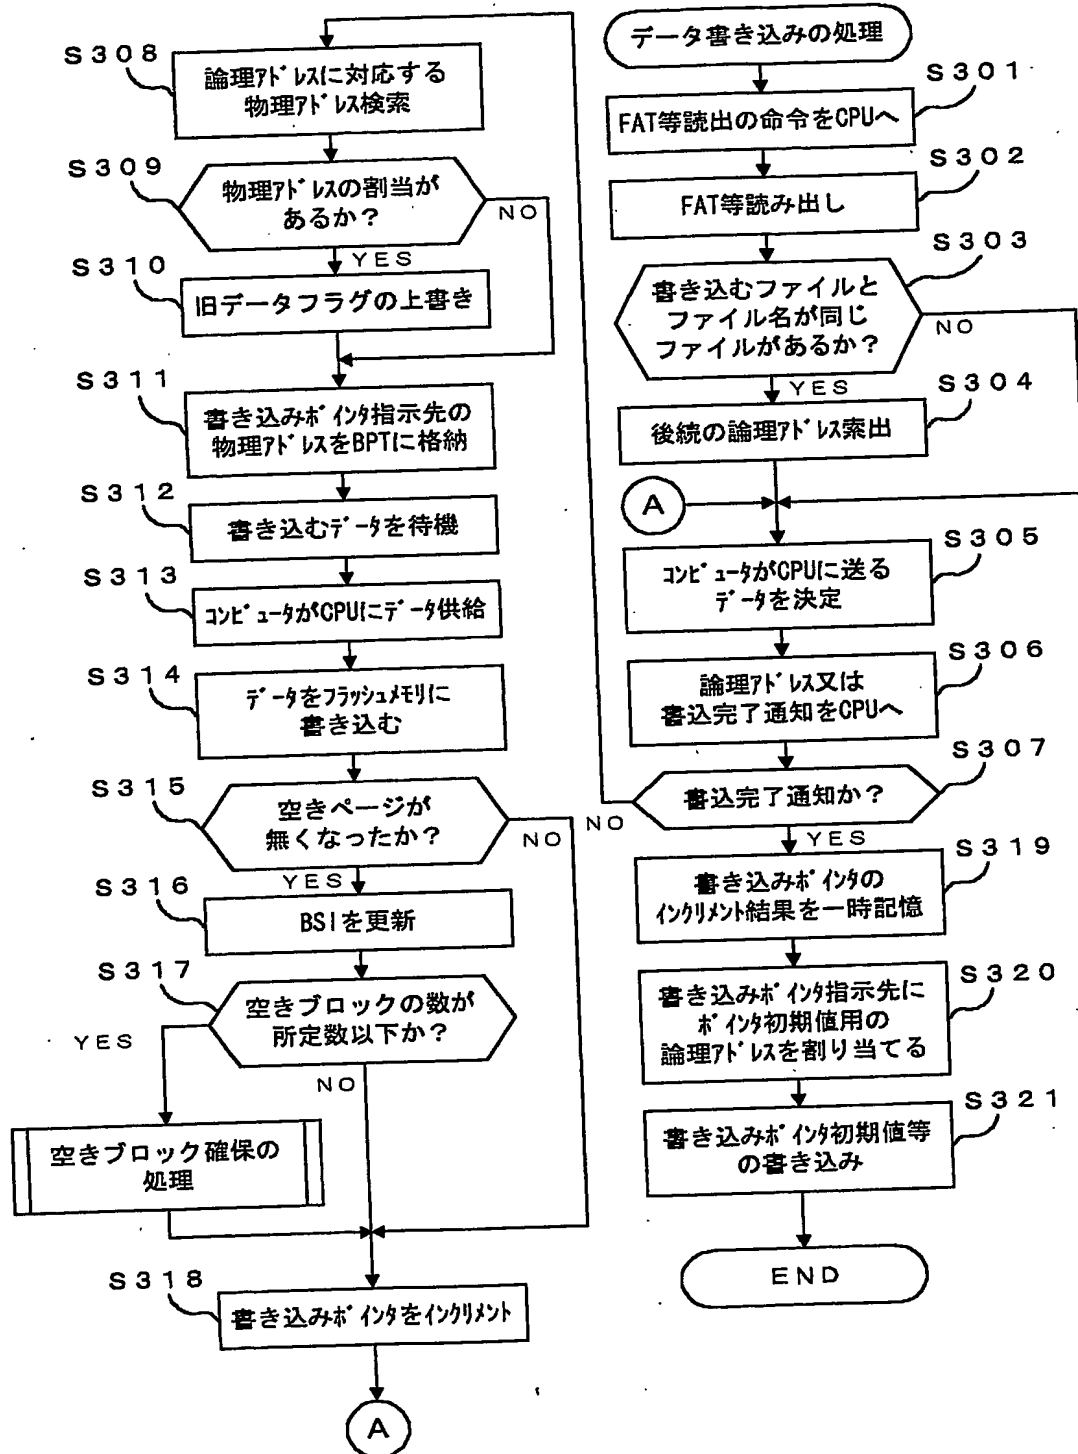 データ書き込みの処理
S301
FAT等読出の命令をCPUへ
S302
FAT等読み出し
S303
書き込むファイルと
ファイル名が同じ
ファイルがあるか？
NO
YES
S304
後続の論理アドレス索出
A
S305
コンピュータがCPUに送る
データを決定
S306
論理アドレス又は
書込完了通知をCPUへ
S307
書込完了通知か？
NO
YES
S308
論理アドレスに対応する
物理アドレス検索
S309
物理アドレスの割当が
あるか？
NO
YES
S310
旧データフラグの上書き
S311
書き込みポインタ指示先の
物理アドレスをBPTに格納
S312
書き込むデータを待機
S313
コンピュータがCPUにデータ供給
S314
データをフラッシュメモリに
書き込む
S315
空きページが
無くなったか？
NO
YES
S316
BSIを更新
S317
空きブロックの数が
所定数以下か？
YES
NO
空きブロック確保の
処理
S318
書き込みポインタをインクリメント
A
S319
書き込みポインタの
インクリメント結果を一時記憶
S320
書き込みポインタ指示先に
ポインタ初期値用の
論理アドレスを割り当てる
S321
書き込みポインタ初期値等
の書き込み
END